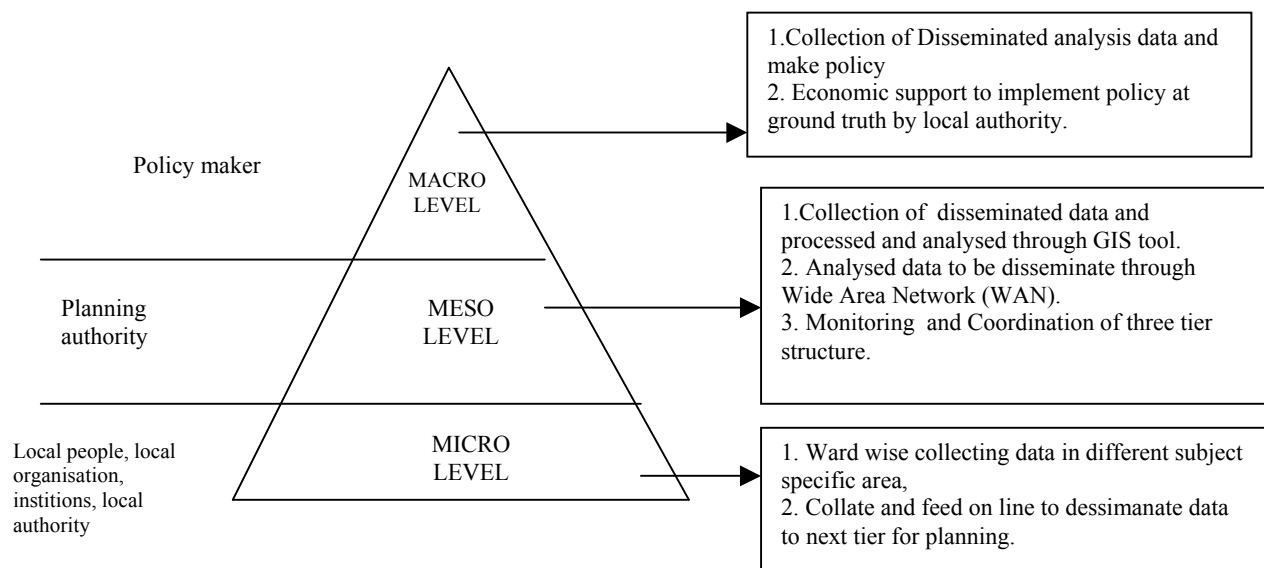 1.Collection of Disseminated analysis data and
make policy
2. Economic support to implement policy at
ground truth by local authority.
Policy maker
MACRO
LEVEL
1.Collection of disseminated data and
processed and analysed through GIS tool.
2. Analysed data to be disseminate through
Wide Area Network (WAN).
3. Monitoring and Coordination of three tier
structure.
Planning
authority
MESO
LEVEL
Local people, local
organisation,
institions, local
authority
MICRO
LEVEL
1. Ward wise collecting data in different subject
specific area,
2. Collate and feed on line to dessimanate data
to next tier for planning.